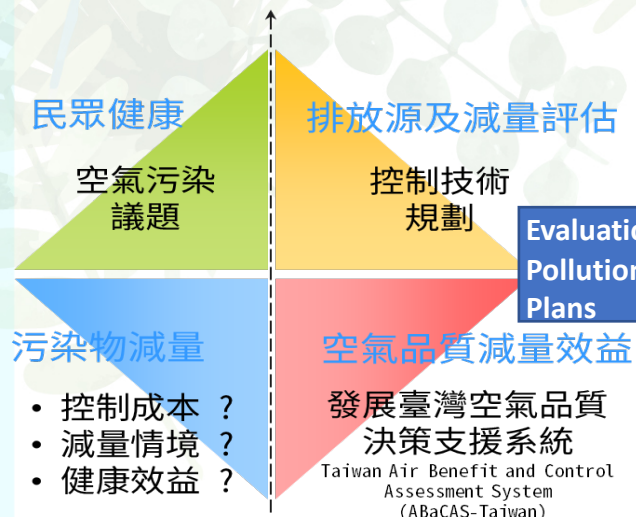 民眾健康
空氣污染
議題
排放源及減量評估
控制技術
規劃
Pollution
Plans
污染物減量
• 控制成本 ?
• 減量情境 ?
• 健康效益 ?
空氣品質減量效益
發展臺灣空氣品質
決策支援系統
Taiwan Air Benefit and Control
Assessment System
(ABaCAS-Taiwan)